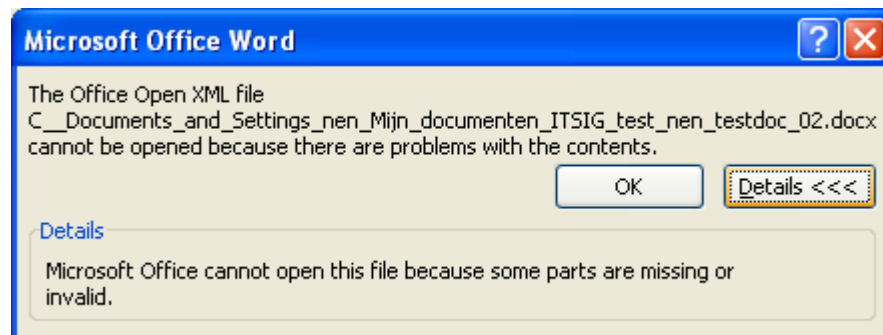 Microsoft Office Word
The Office Open XML file
C__Documents_and_Settings_nen_Mijn_documenten_ITSIG_test_nen_testdoc_02.docx
cannot be opened because there are problems with the contents.
OK
Details <<<
Details
Microsoft Office cannot open this file because some parts are missing or
invalid.